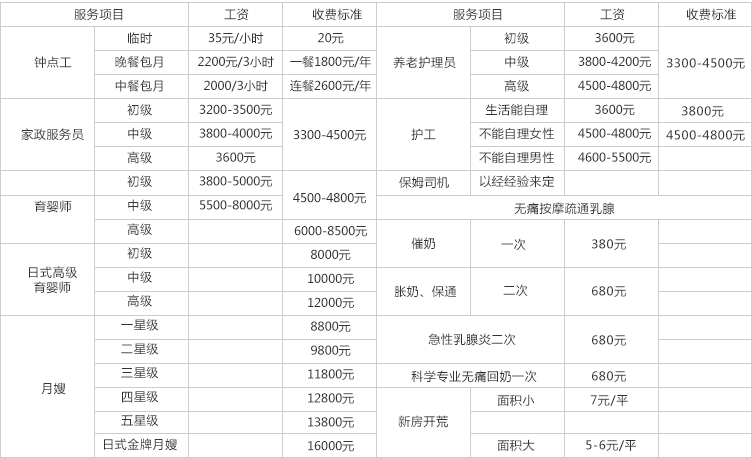 服务项目 工资 收费标准 服务项目 工资 收费标准
钟点工 临时 35元/小时 20元
晚餐包月 2200元/3小时 一餐1800元/年
中餐包月 2000/3小时 连餐2600元/年
家政服务员 初级 3200-3500元 3300-4500元
中级 3800-4000元
高级 3600元
育婴师 初级 3800-5000元 4500-4800元
中级 5500-8000元
高级 6000-8500元
日式高级
育婴师
初级 8000元
中级 10000元
高级 12000元
月嫂 一星级 8800元
二星级 9800元
三星级 11800元
四星级 12800元
五星级 13800元
日式金牌月嫂 16000元
养老护理员 初级 3600元 3300-4500元
中级 3800-4200元
高级 4500-4800元
护工 生活能自理 3600元 3800元
不能自理女性 4500-4800元 4500-4800元
不能自理男性 4600-5500元
保姆司机 以经经验来定
无痛按摩疏通乳腺
催奶 一次 380元
胀奶、保通 二次 680元
急性乳腺炎二次 680元
科学专业无痛回奶一次 680元
新房开荒 面积小 7元/平
面积大 5-6元/平